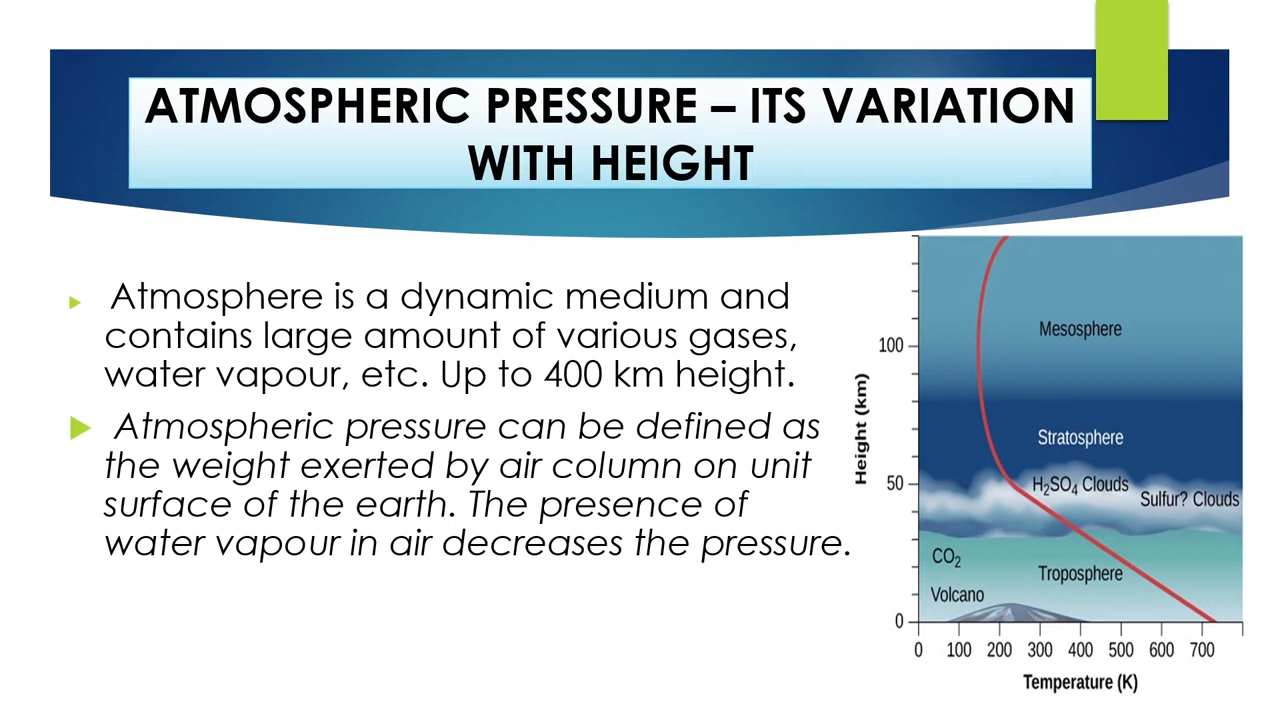 ATMOSPHERIC PRESSURE – ITS VARIATION
WITH HEIGHT
Atmosphere is a dynamic medium and
contains large amount of various gases,
water vapour, etc. Up to 400 km height.
Atmospheric pressure can be defined as
the weight exerted by air column on unit
surface of the earth. The presence of
water vapour in air decreases the pressure.
Height (km)
100
50
0
Mesosphere
Stratosphere
H₂SO₄ Clouds
Sulfur? Clouds
CO₂
Troposphere
Volcano
0 100 200 300 400 500 600 700
Temperature (K)